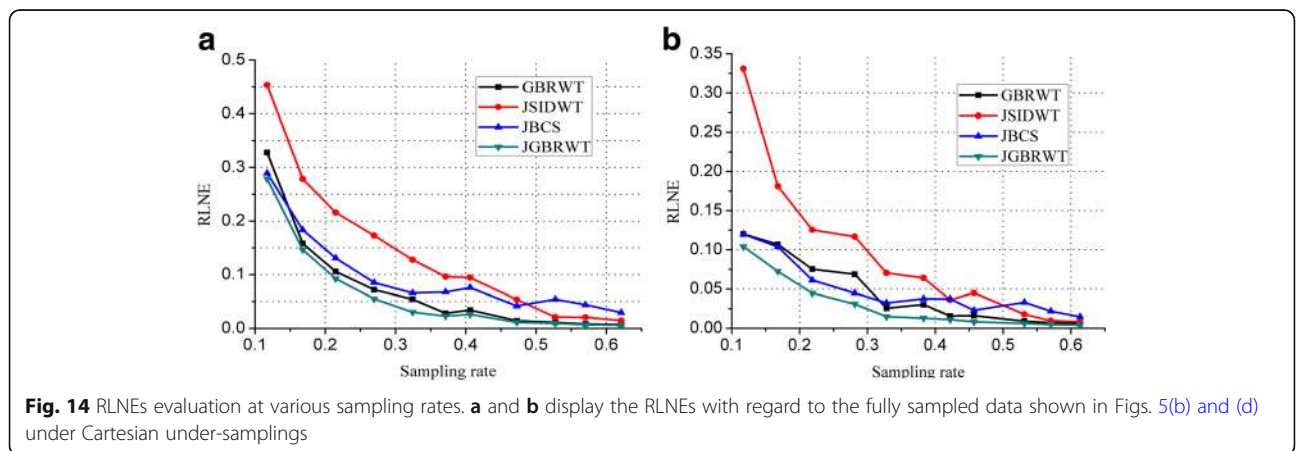 a
0.5
0.4
0.3
0.2
0.1
0.0
RLNE
GBRWT
JSIDWT
JBCS
JGBRWT
0.1 0.2 0.3 0.4 0.5 0.6
Sampling rate
b
0.35
0.30
0.25
0.20
0.15
0.10
0.05
0.00
RLNE
GBRWT
JSIDWT
JBCS
JGBRWT
0.1 0.2 0.3 0.4 0.5 0.6
Sampling rate
Fig. 14 RLNEs evaluation at various sampling rates. a and b display the RLNEs with regard to the fully sampled data shown in Figs. 5(b) and (d)
under Cartesian under-samplings